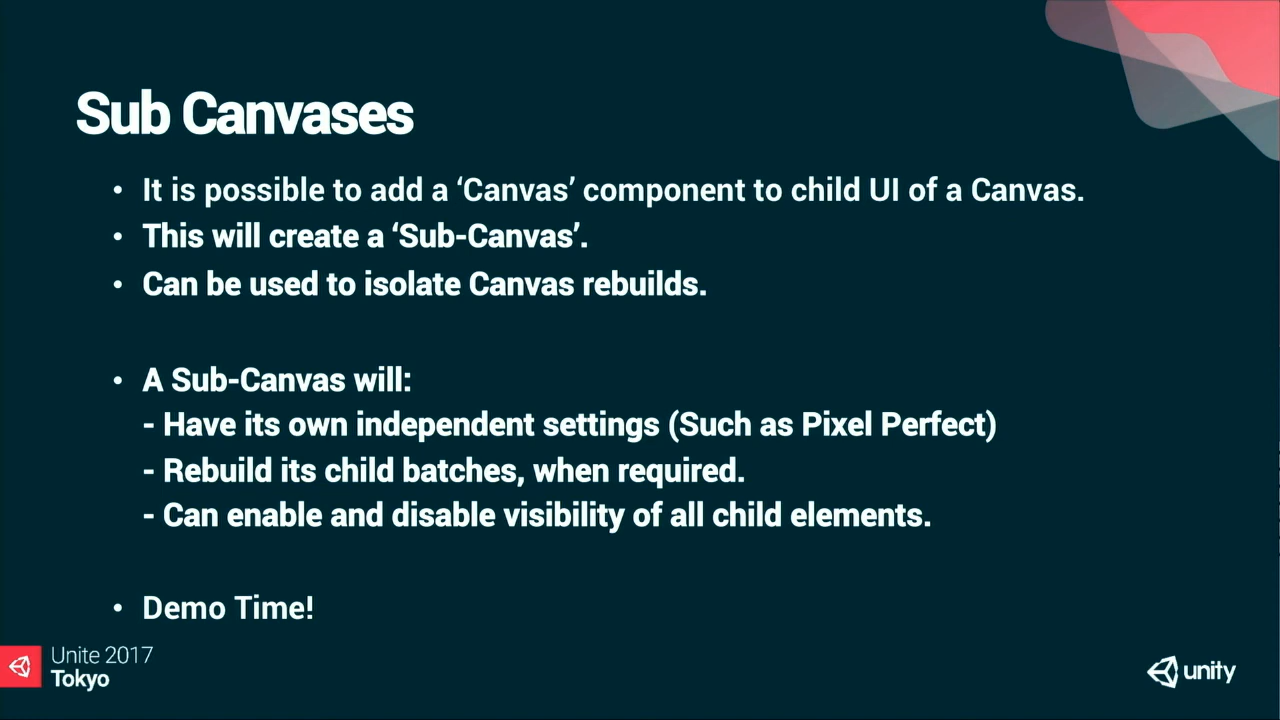 Sub Canvases
• It is possible to add a ‘Canvas’ component to child UI of a Canvas.
• This will create a ‘Sub-Canvas’.
• Can be used to isolate Canvas rebuilds.
• A Sub-Canvas will:
- Have its own independent settings (Such as Pixel Perfect)
- Rebuild its child batches, when required.
- Can enable and disable visibility of all child elements.
• Demo Time!
Unite 2017
Tokyo
unity